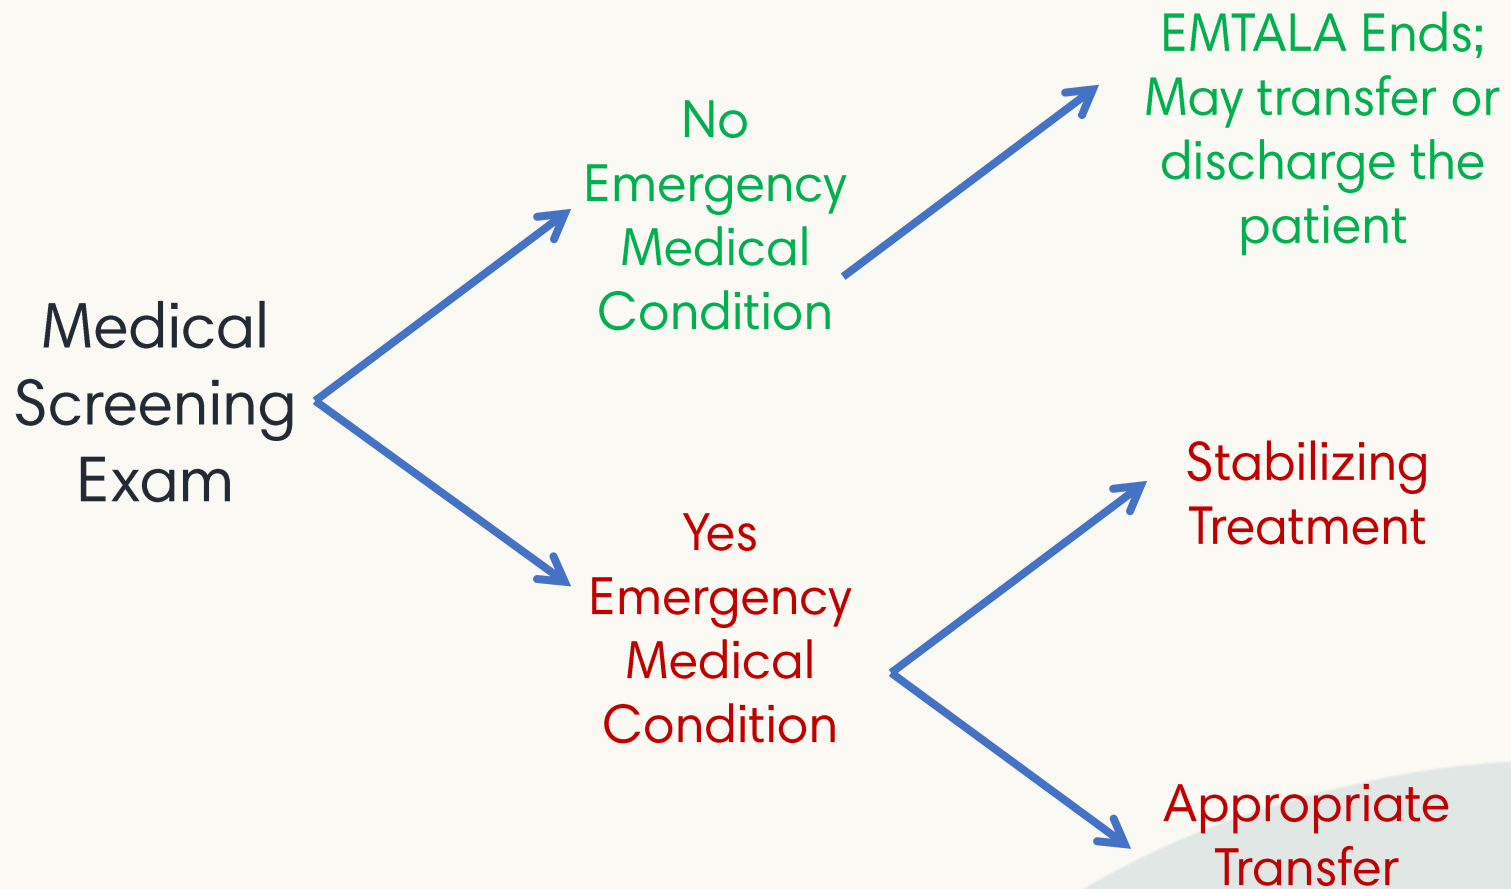 Medical
Screening
Exam
No
Emergency
Medical
Condition
EMTALA Ends;
May transfer or
discharge the
patient
Yes
Emergency
Medical
Condition
Stabilizing
Treatment
Appropriate
Transfer